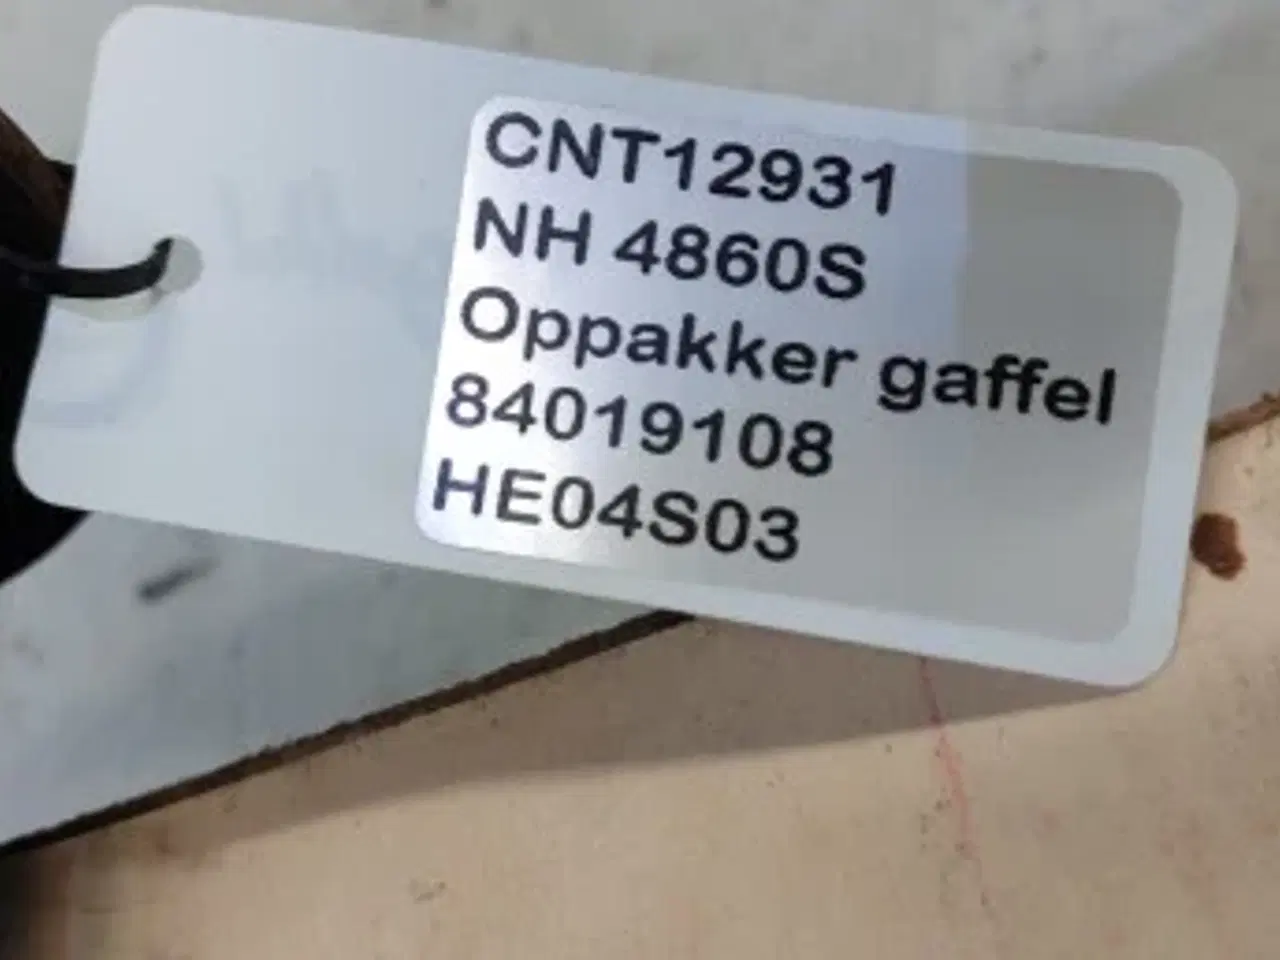 CNT12931
NH 4860S
Oppakker gaffel
84019108
HE04S03